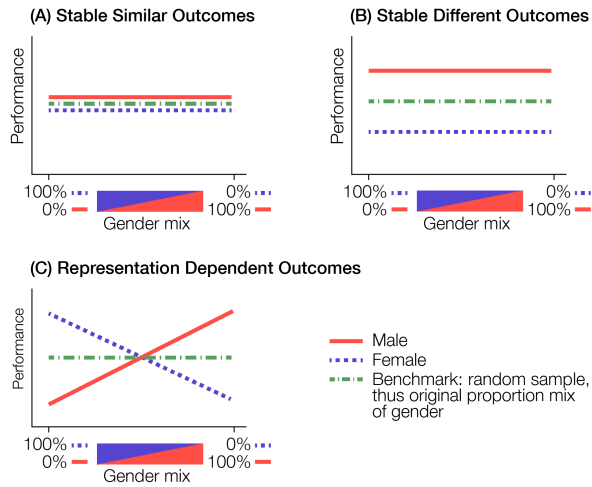 (A) Stable Similar Outcomes
Performance
100%
0%
0%
100%
Gender mix
(B) Stable Different Outcomes
Performance
100%
0%
0%
100%
Gender mix
(C) Representation Dependent Outcomes
Performance
100%
0%
0%
100%
Gender mix
Male
Female
Benchmark: random sample,
thus original proportion mix
of gender